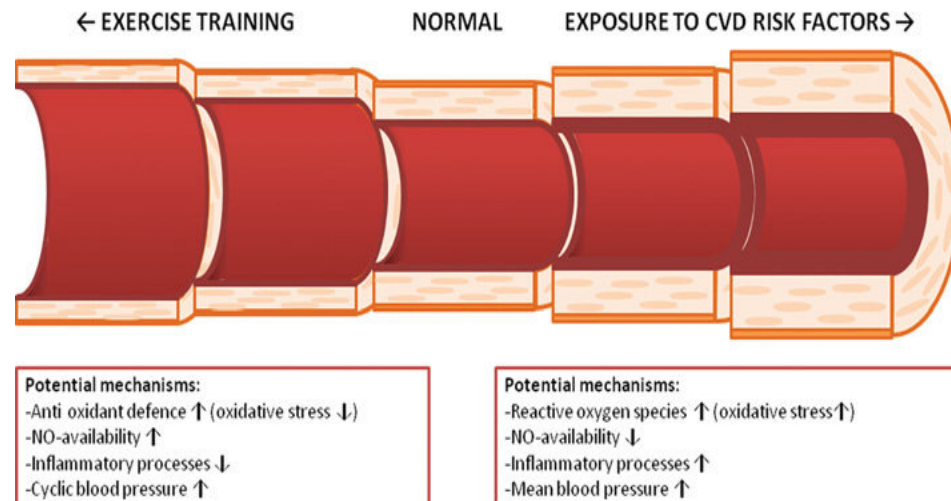 ← EXERCISE TRAINING NORMAL EXPOSURE TO CVD RISK FACTORS →
Potential mechanisms:
-Anti oxidant defence ↑ (oxidative stress ↓)
-NO-availability ↑
-Inflammatory processes ↓
-Cyclic blood pressure ↑
Potential mechanisms:
-Reactive oxygen species ↑ (oxidative stress↑)
-NO-availability ↓
-Inflammatory processes ↑
-Mean blood pressure ↑